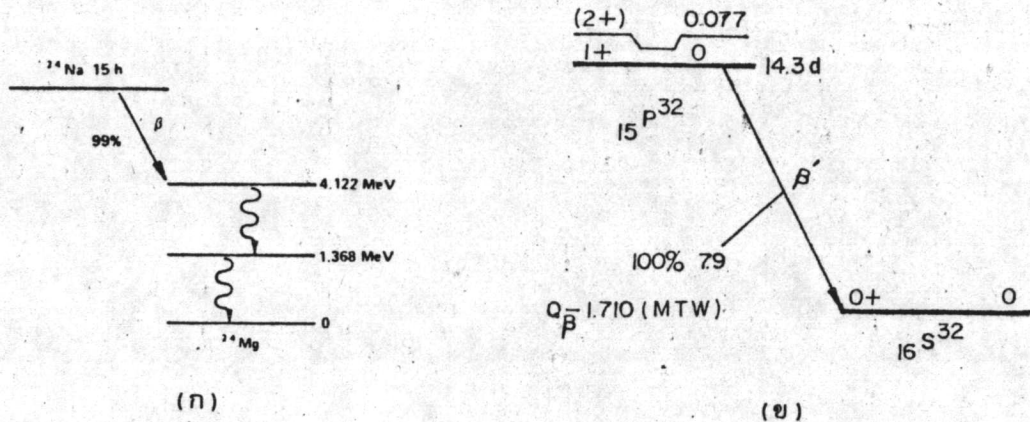 ²⁴Na 15 h
β
99%
4.122 MeV
1.368 MeV
0
²⁴Mg
(ก)
(2+) 0.077
1+ 0
14.3 d
₁₅P³²
β⁻
100% 7.9
Q_β̄ 1.710 (MTW)
0+ 0
₁₆S³²
(ข)